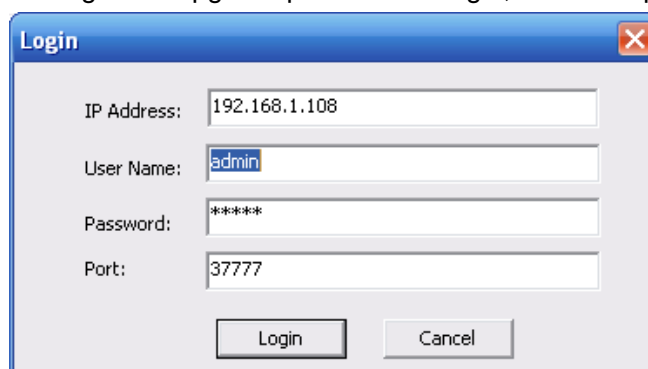 Login
IP Address: 192.168.1.108
User Name: admin
Password: *****
Port: 37777
Login Cancel